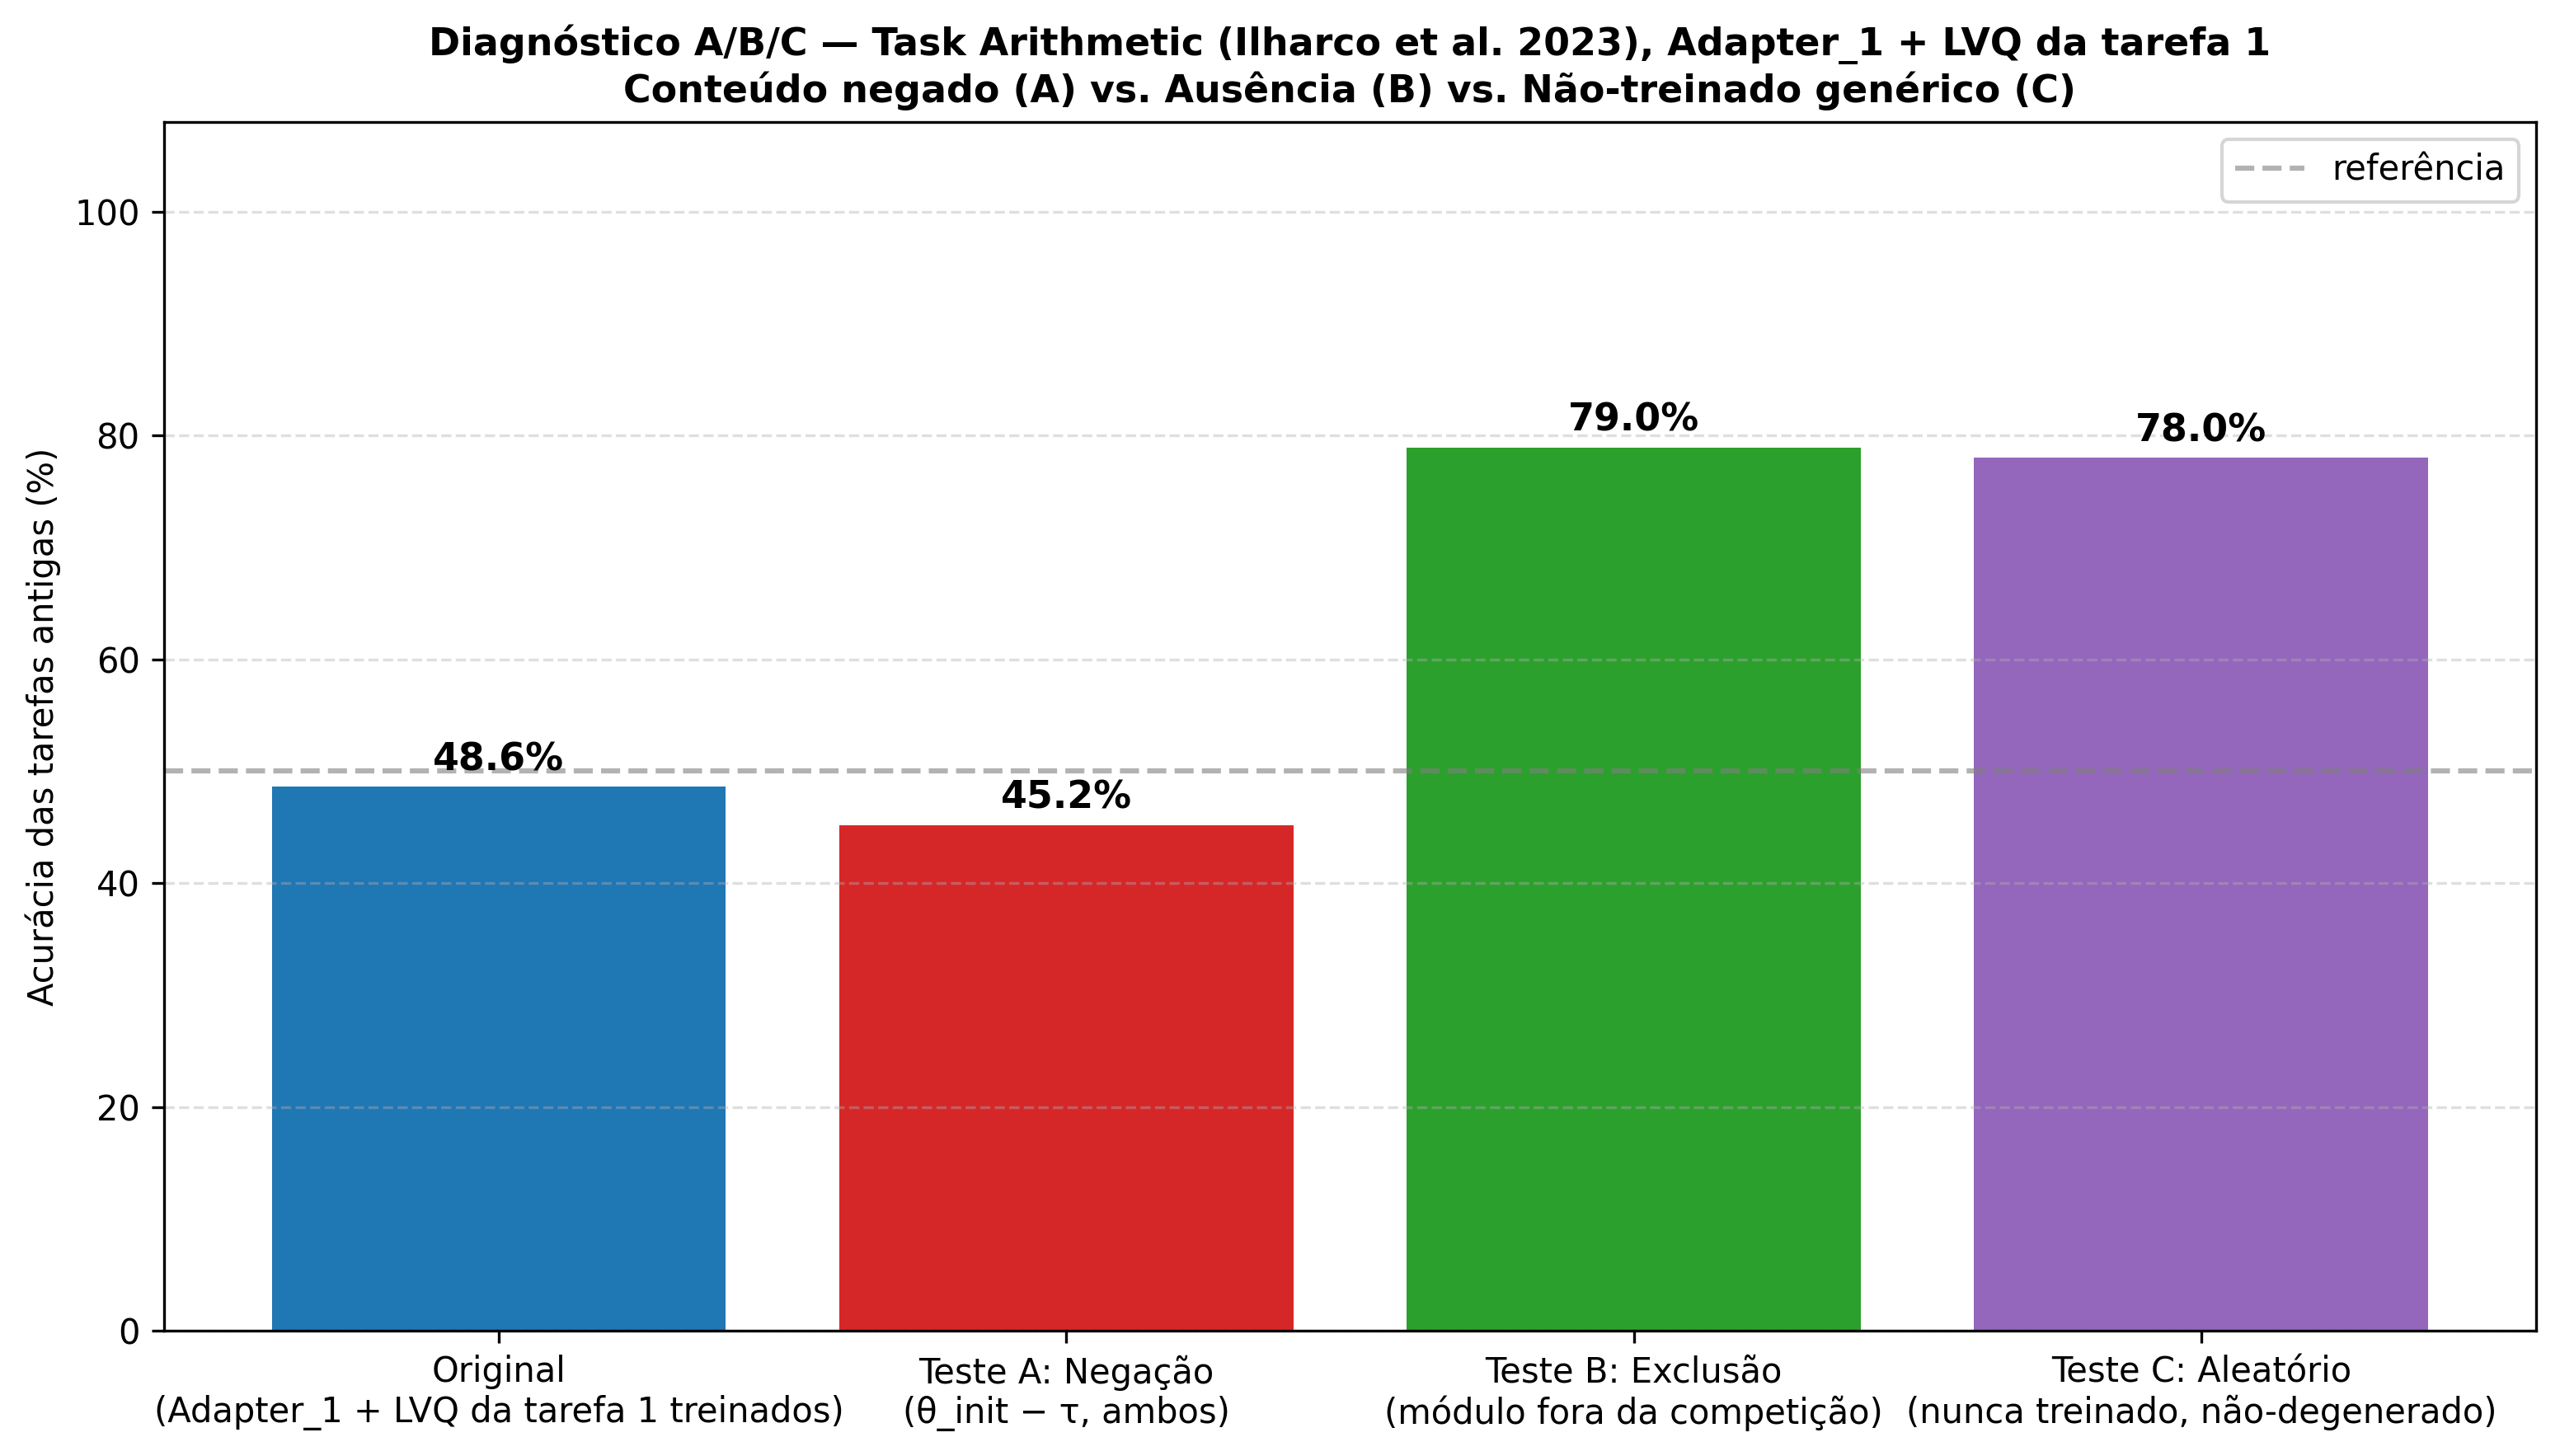 Diagnóstico A/B/C — Task Arithmetic (Ilharco et al. 2023), Adapter_1 + LVQ da tarefa 1
Conteúdo negado (A) vs. Ausência (B) vs. Não-treinado genérico (C)
referência
Acurácia das tarefas antigas (%)
100
80
60
40
20
0
48.6%
45.2%
79.0%
78.0%
Original
(Adapter_1 + LVQ da tarefa 1 treinados)
Teste A: Negação
(θ_init − τ, ambos)
Teste B: Exclusão
(módulo fora da competição)
Teste C: Aleatório
(nunca treinado, não-degenerado)